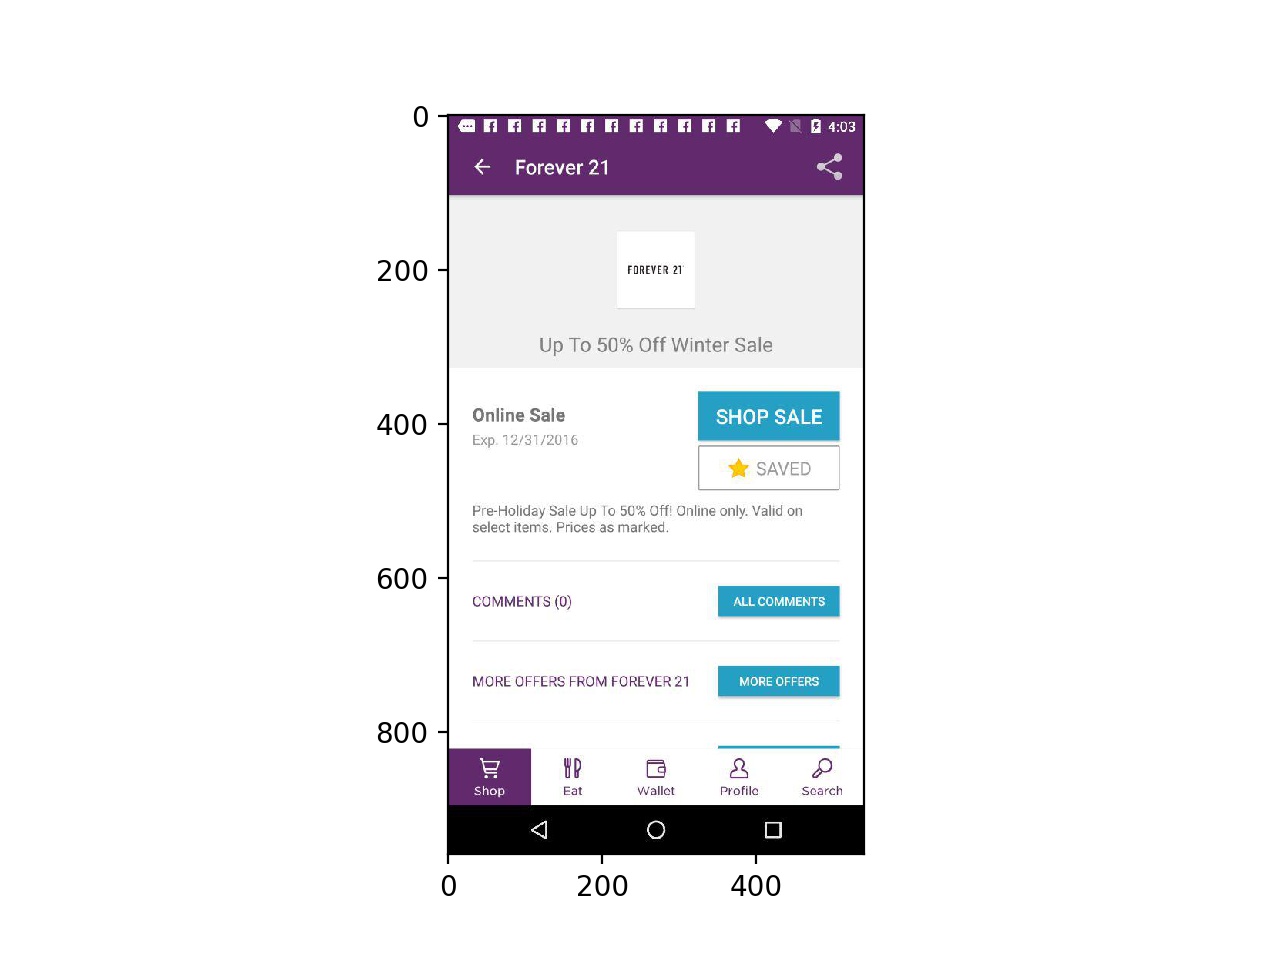 0
4:03
Forever 21
200
FOREVER 21
Up To 50% Off Winter Sale
400
Online Sale
SHOP SALE
Exp. 12/31/2016
SAVED
Pre-Holiday Sale Up To 50% Off! Online only. Valid on
select items. Prices as marked.
600
COMMENTS (0)
ALL COMMENTS
MORE OFFERS FROM FOREVER 21
MORE OFFERS
800
Shop Eat Wallet Profile Search
0 200 400